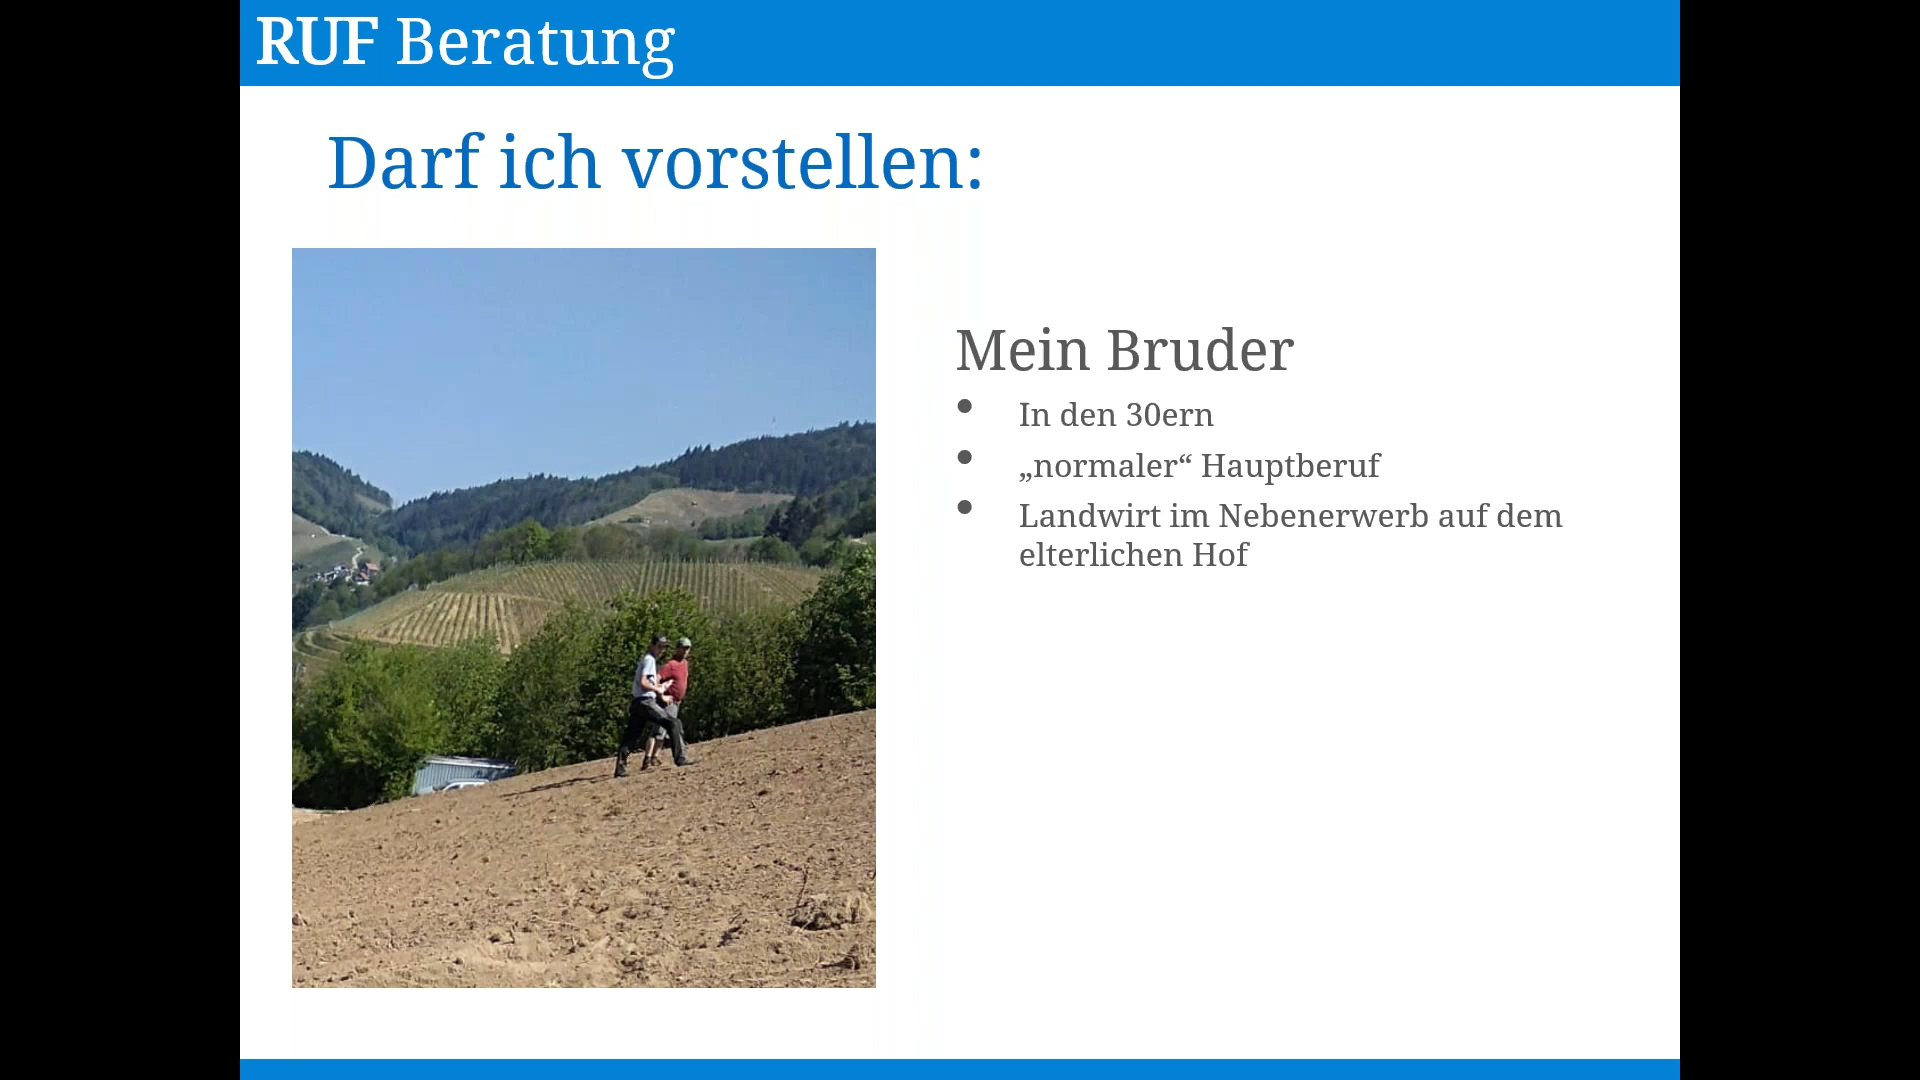 RUF Beratung
Darf ich vorstellen:
Mein Bruder
• In den 30ern
• „normaler“ Hauptberuf
• Landwirt im Nebenerwerb auf dem
elterlichen Hof